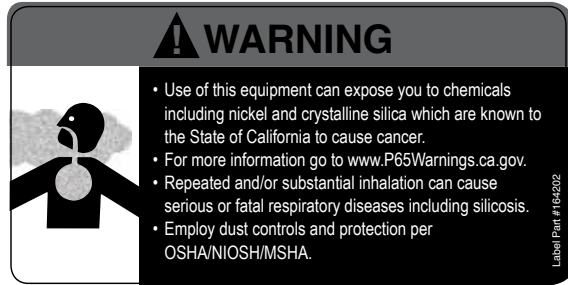 WARNING
• Use of this equipment can expose you to chemicals
including nickel and crystalline silica which are known to
the State of California to cause cancer.
• For more information go to www.P65Warnings.ca.gov.
• Repeated and/or substantial inhalation can cause
serious or fatal respiratory diseases including silicosis.
• Employ dust controls and protection per
OSHA/NIOSH/MSHA.
Label Part #164202